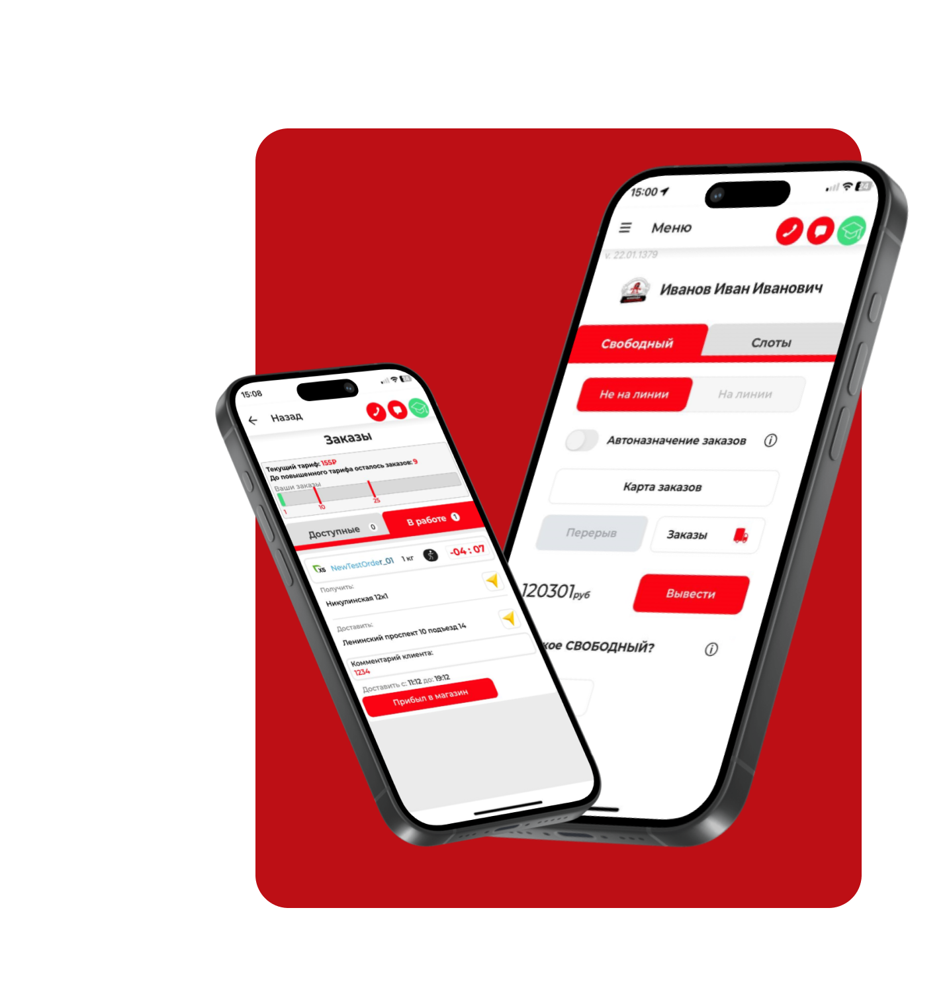 15:08
Назад
Заказы
Текущий тариф: 155₽
До повышенного тарифа осталось заказов: 9
Ваши заказы
1 10 25
Доступные 0
В работе 1
X5 NewTestOrder_01 1 кг -04 : 07
Получить:
Никулинская 12к1
Доставить:
Ленинский проспект 10 подъезд 14
Комментарий клиента:
1234
Доставить с: 11:12 до: 19:12
Прибыл в магазин
15:00
24
Меню
v. 22.01.1379
Иванов Иван Иванович
Свободный
Слоты
Не на линии
На линии
Автоназначение заказов
Карта заказов
Перерыв
Заказы
120301руб
Вывести
кое СВОБОДНЫЙ?